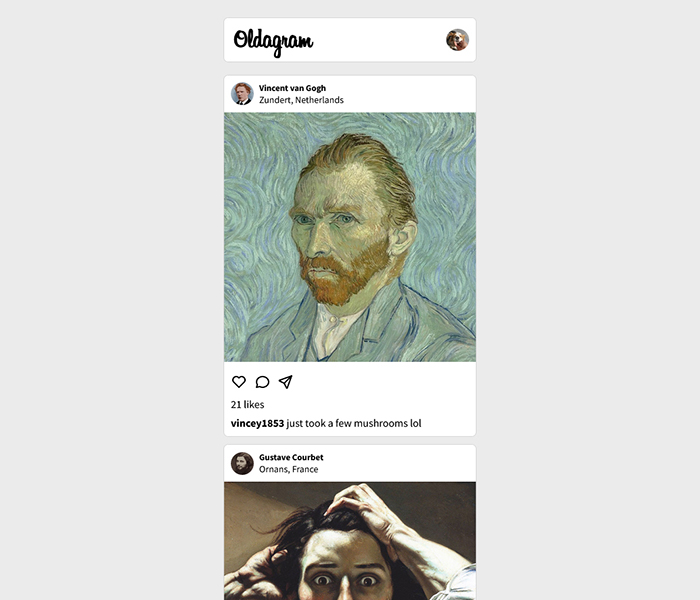 Oldagram
Vincent van Gogh
Zundert, Netherlands
21 likes
vincey1853 just took a few mushrooms lol
Gustave Courbet
Ornans, France